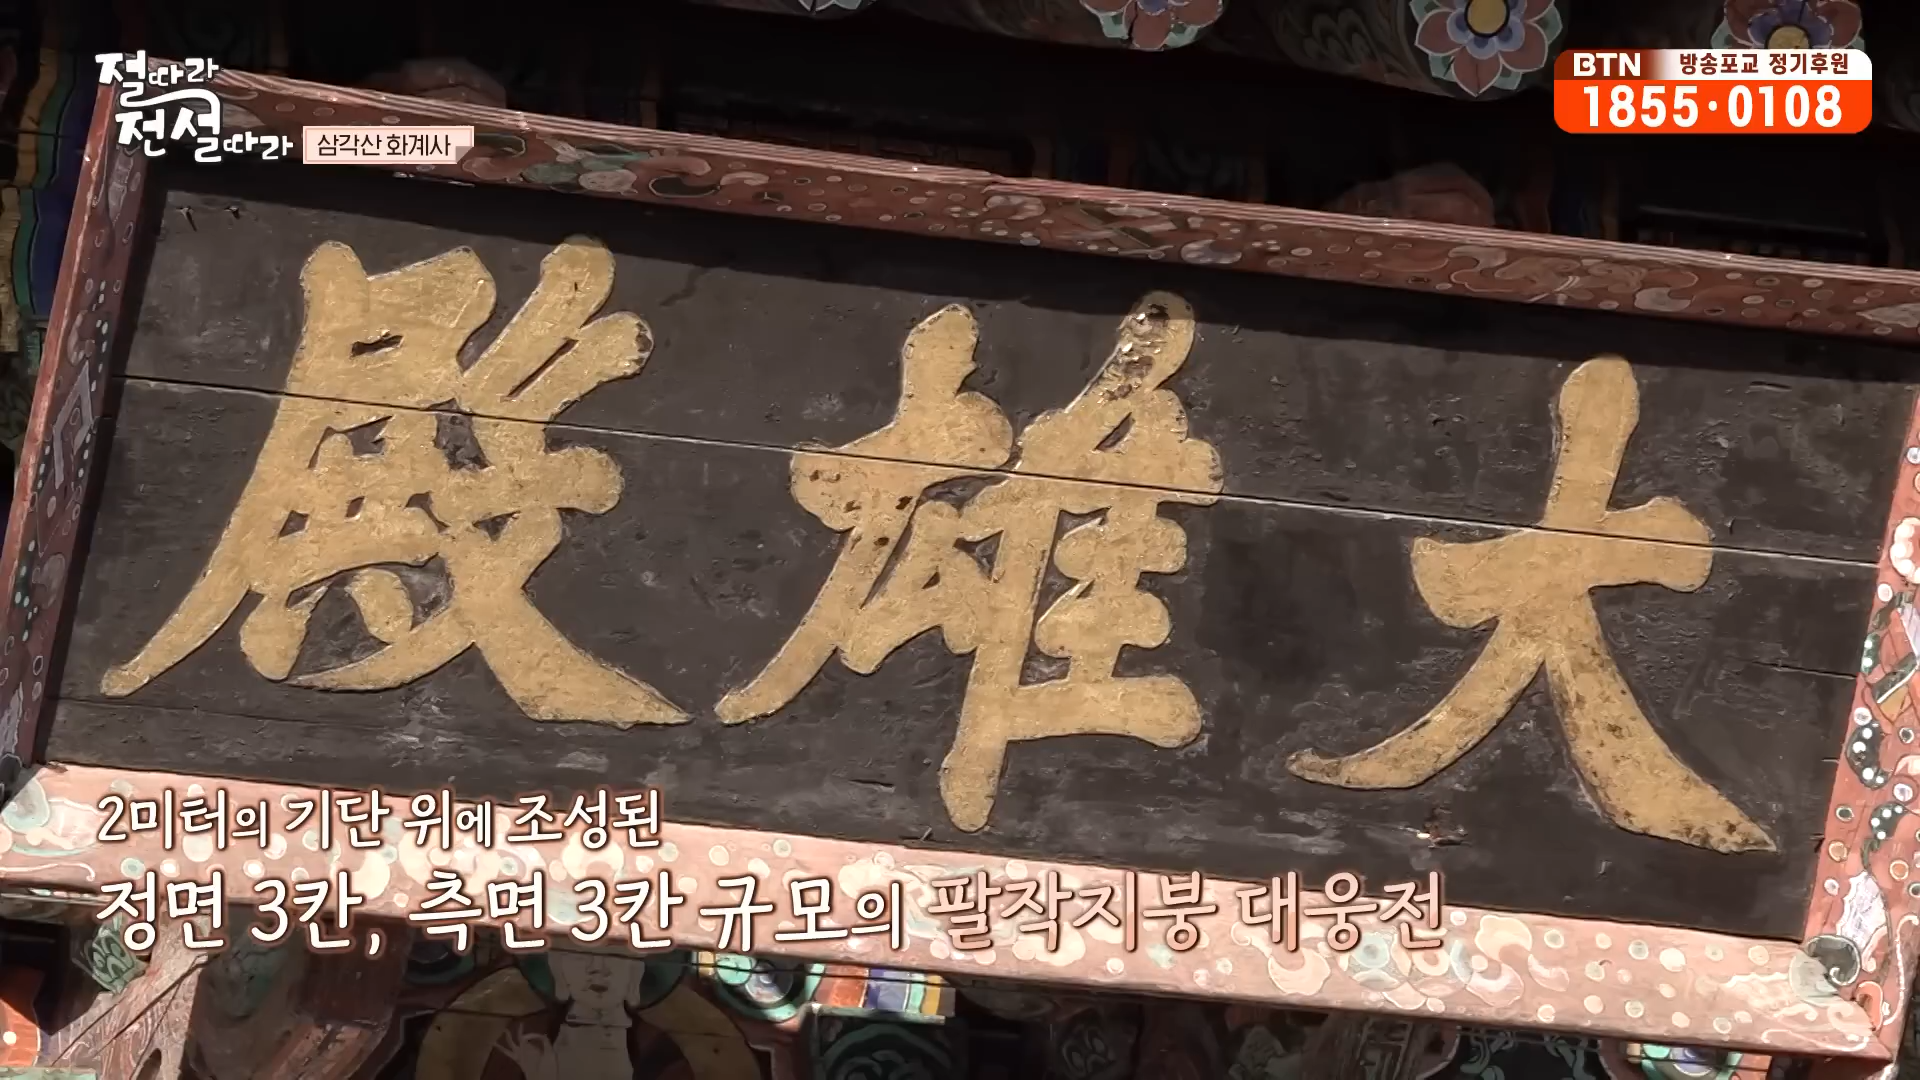 절따라
전설따라
삼각산 화계사
BTN 방송포교 정기후원
1855·0108
殿雄大
2미터의 기단 위에 조성된
정면 3칸, 측면 3칸 규모의 팔작지붕 대웅전